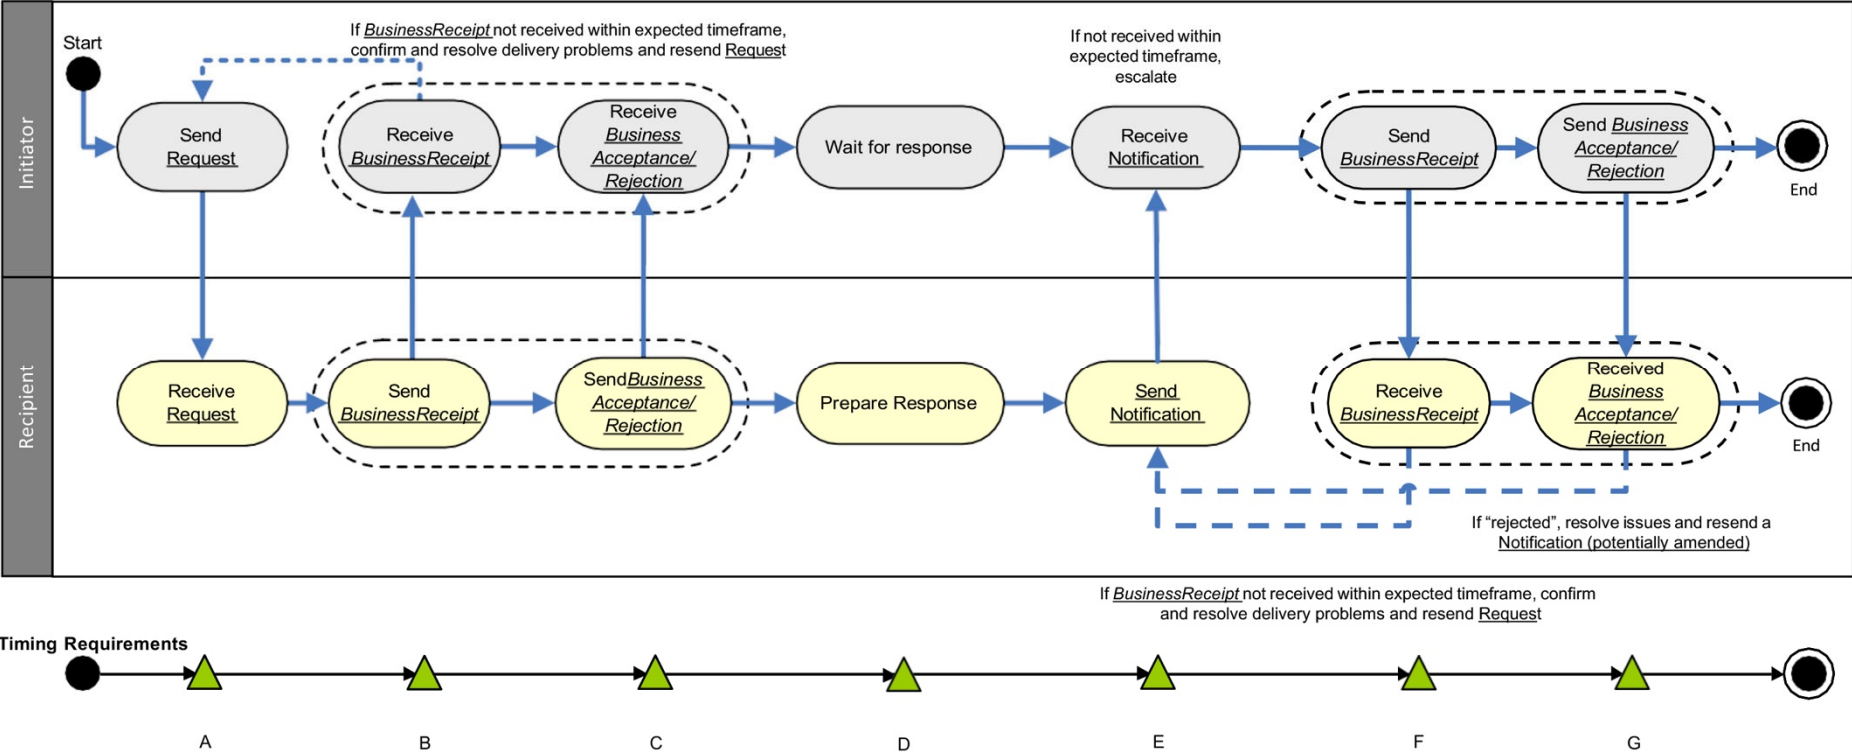 If BusinessReceipt not received within expected timeframe,
confirm and resolve delivery problems and resend Request
If not received within
expected timeframe,
escalate
Start
Initiator
Send
Request
Receive
BusinessReceipt
Receive
Business
Acceptance/
Rejection
Wait for response
Receive
Notification
Send
BusinessReceipt
Send Business
Acceptance/
Rejection
End
Recipient
Receive
Request
Send
BusinessReceipt
SendBusiness
Acceptance/
Rejection
Prepare Response
Send
Notification
Receive
BusinessReceipt
Received
Business
Acceptance/
Rejection
End
If “rejected”, resolve issues and resend a
Notification (potentially amended)
If BusinessReceipt not received within expected timeframe, confirm
and resolve delivery problems and resend Request
Timing Requirements
A B C D E F G